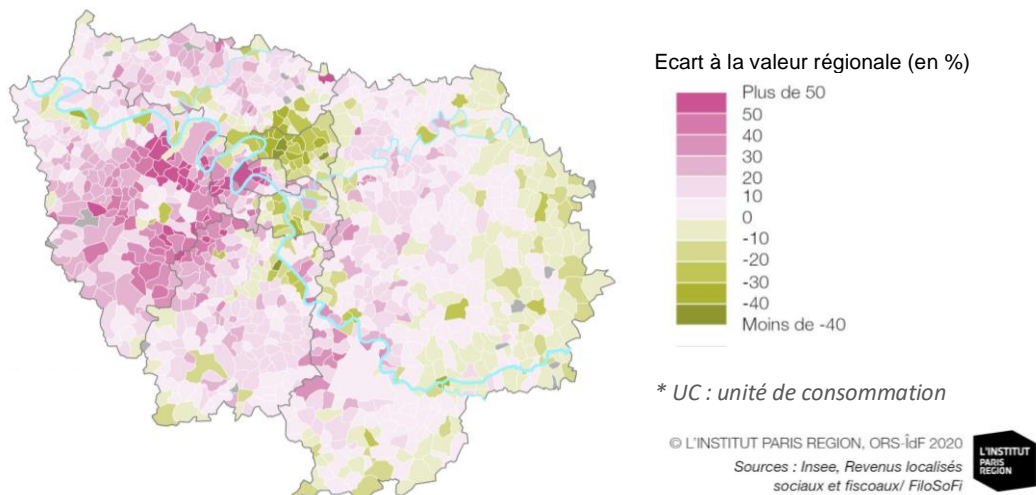 Ecart à la valeur régionale (en %)
Plus de 50
50
40
30
20
10
0
-10
-20
-30
-40
Moins de -40
* UC : unité de consommation
© L'INSTITUT PARIS REGION, ORS-ÎdF 2020
Sources : Insee, Revenus localisés
sociaux et fiscoaux/ FiloSoFi
L'INSTITUT
PARIS
REGION